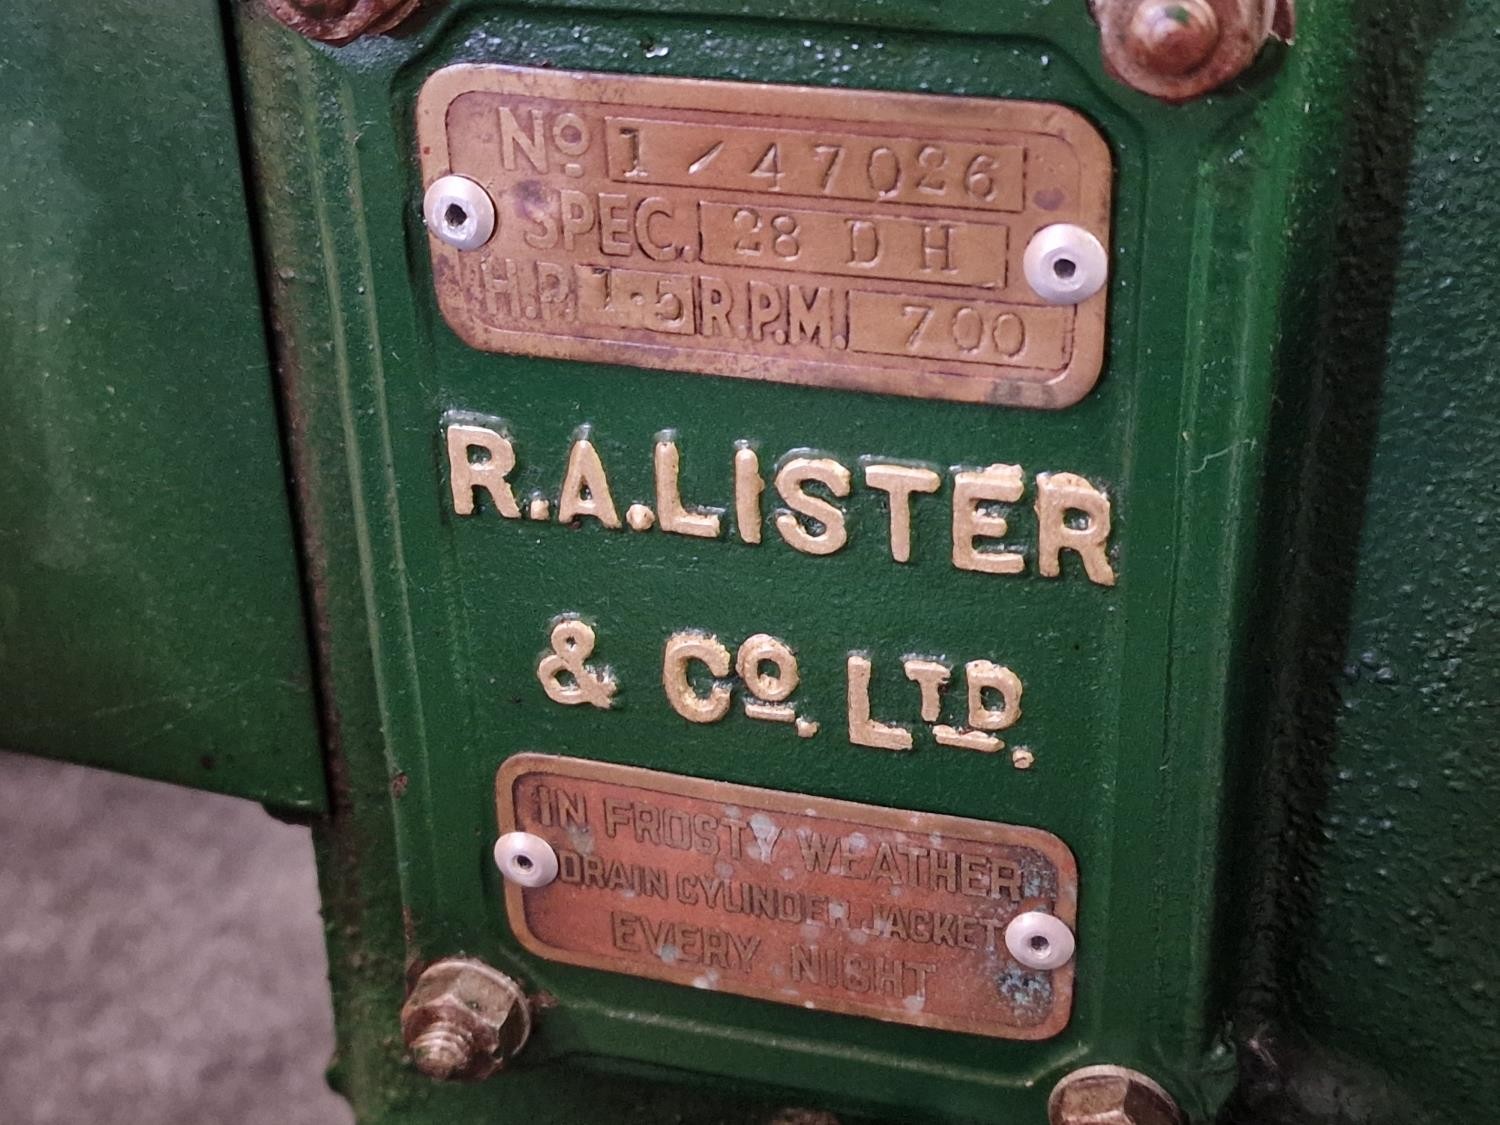 Nº 1/47026
SPEC. 28 D H
H.P. 1.5 R.P.M. 700
R.A.LISTER
& Cº. LTD.
IN FROSTY WEATHER
DRAIN CYLINDER JACKET
EVERY NIGHT